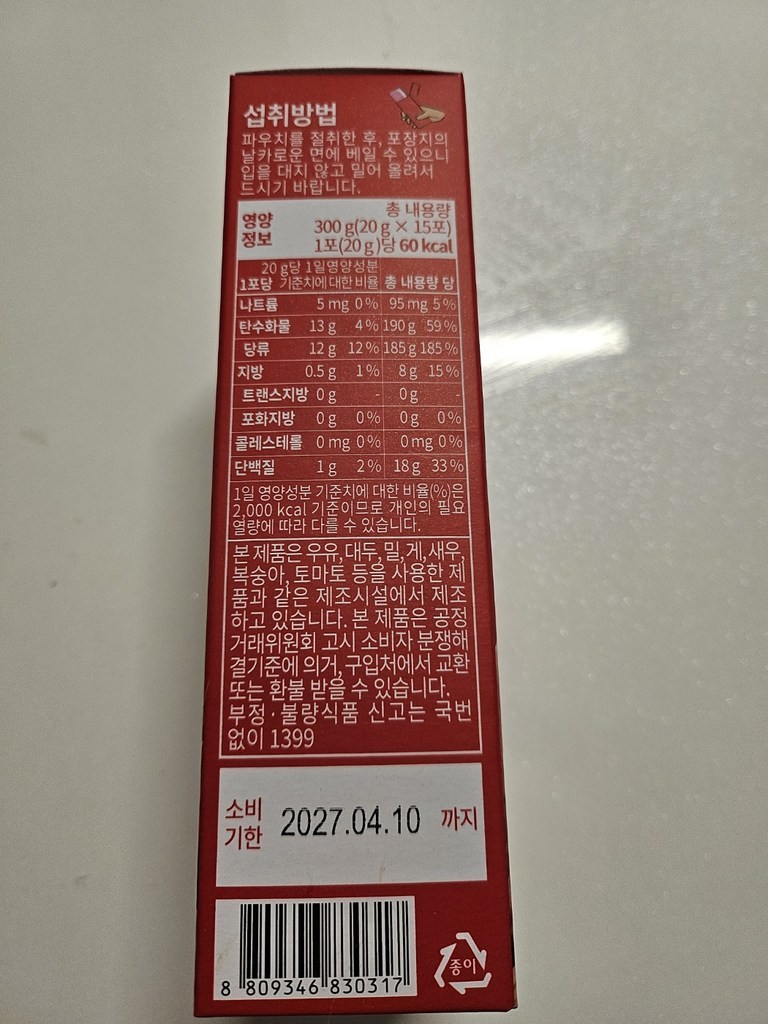 섭취방법
파우치를 절취한 후, 포장지의
날카로운 면에 베일 수 있으니
입을 대지 않고 밀어 올려서
드시기 바랍니다.
영양
정보
총 내용량
300 g(20 g × 15포)
1포(20 g)당 60 kcal
20 g당 1일영양성분
1포당 기준치에 대한 비율 총 내용량 당
나트륨 5 mg 0% 95 mg 5%
탄수화물 13 g 4% 190 g 59%
당류 12 g 12% 185 g 185%
지방 0.5 g 1% 8 g 15%
트랜스지방 0 g - 0 g -
포화지방 0 g 0% 0 g 0%
콜레스테롤 0 mg 0% 0 mg 0%
단백질 1 g 2% 18 g 33%
1일 영양성분 기준치에 대한 비율(%)은
2,000 kcal 기준이므로 개인의 필요
열량에 따라 다를 수 있습니다.
본 제품은 우유, 대두, 밀, 게, 새우,
복숭아, 토마토 등을 사용한 제
품과 같은 제조시설에서 제조
하고 있습니다. 본 제품은 공정
거래위원회 고시 소비자 분쟁해
결기준에 의거, 구입처에서 교환
또는 환불 받을 수 있습니다.
부정 · 불량식품 신고는 국번
없이 1399
소비
기한
2027.04.10 까지
8 809346 830317
종이